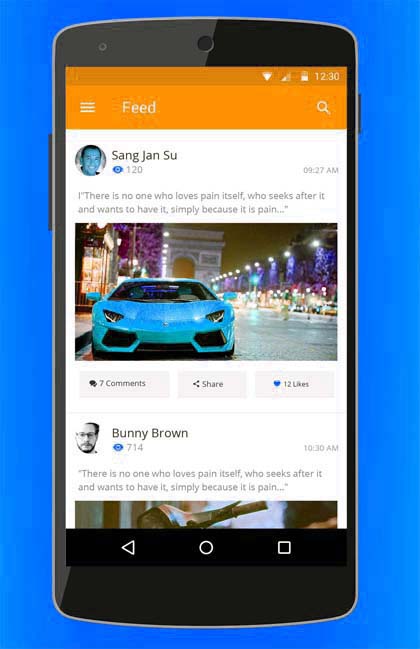 12:30
Feed
Sang Jan Su
120
09:27 AM
I"There is no one who loves pain itself, who seeks after it
and wants to have it, simply because it is pain..."
7 Comments
Share
12 Likes
Bunny Brown
714
10:30 AM
"There is no one who loves pain itself, who seeks after it
and wants to have it, simply because it is pain..."